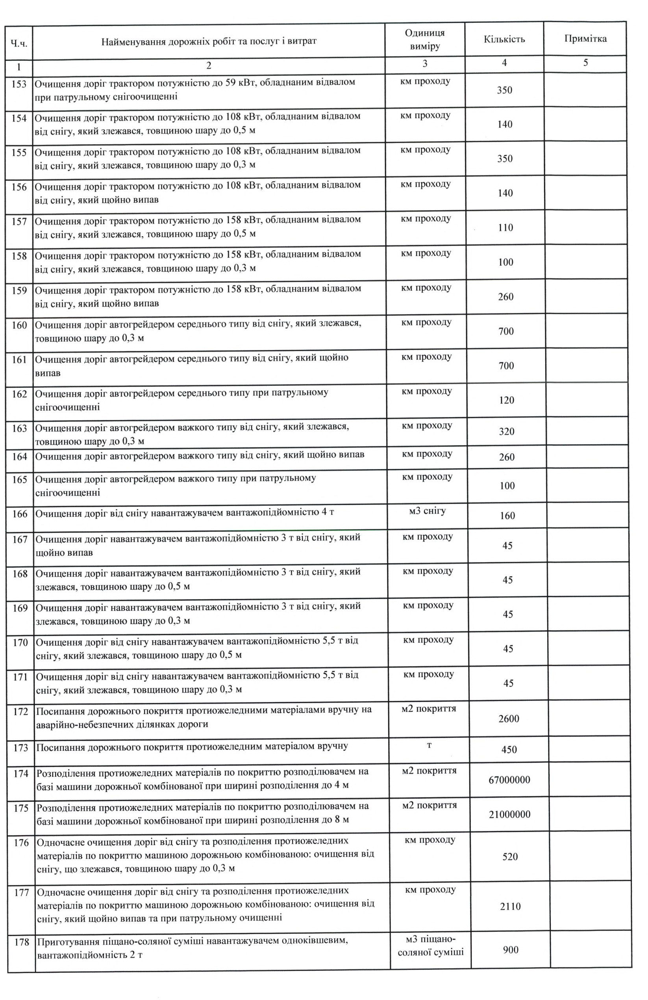 Ч.ч.
Найменування дорожніх робіт та послуг і витрат
Одиниця
виміру
Кількість
Примітка
1
2
3
4
5
153
Очищення доріг трактором потужністю до 59 кВт, обладнаним відвалом
при патрульному снігоочищенні
км проходу
350
154
Очищення доріг трактором потужністю до 108 кВт, обладнаним відвалом
від снігу, який злежався, товщиною шару до 0,5 м
км проходу
140
155
Очищення доріг трактором потужністю до 108 кВт, обладнаним відвалом
від снігу, який злежався, товщиною шару до 0,3 м
км проходу
350
156
Очищення доріг трактором потужністю до 108 кВт, обладнаним відвалом
від снігу, який щойно випав
км проходу
140
157
Очищення доріг трактором потужністю до 158 кВт, обладнаним відвалом
від снігу, який злежався, товщиною шару до 0,5 м
км проходу
110
158
Очищення доріг трактором потужністю до 158 кВт, обладнаним відвалом
від снігу, який злежався, товщиною шару до 0,3 м
км проходу
100
159
Очищення доріг трактором потужністю до 158 кВт, обладнаним відвалом
від снігу, який щойно випав
км проходу
260
160
Очищення доріг автогрейдером середнього типу від снігу, який злежався,
товщиною шару до 0,3 м
км проходу
700
161
Очищення доріг автогрейдером середнього типу від снігу, який щойно
випав
км проходу
700
162
Очищення доріг автогрейдером середнього типу при патрульному
снігоочищенні
км проходу
120
163
Очищення доріг автогрейдером важкого типу від снігу, який злежався,
товщиною шару до 0,3 м
км проходу
320
164
Очищення доріг автогрейдером важкого типу від снігу, який щойно випав
км проходу
260
165
Очищення доріг автогрейдером важкого типу при патрульному
снігоочищенні
км проходу
100
166
Очищення доріг від снігу навантажувачем вантажопідйомністю 4 т
м3 снігу
160
167
Очищення доріг навантажувачем вантажопідйомністю 3 т від снігу, який
щойно випав
км проходу
45
168
Очищення доріг навантажувачем вантажопідйомністю 3 т від снігу, який
злежався, товщиною шару до 0,5 м
км проходу
45
169
Очищення доріг навантажувачем вантажопідйомністю 3 т від снігу, який
злежався, товщиною шару до 0,3 м
км проходу
45
170
Очищення доріг від снігу навантажувачем вантажопідйомністю 5,5 т від
снігу, який злежався, товщиною шару до 0,5 м
км проходу
45
171
Очищення доріг від снігу навантажувачем вантажопідйомністю 5,5 т від
снігу, який злежався, товщиною шару до 0,3 м
км проходу
45
172
Посипання дорожнього покриття протиожеледними матеріалами вручну на
аварійно-небезпечних ділянках дороги
м2 покриття
2600
173
Посипання дорожнього покриття протиожеледним матеріалом вручну
т
450
174
Розподілення протиожеледних матеріалів по покриттю розподілювачем на
базі машини дорожньої комбінованої при ширині розподілення до 4 м
м2 покриття
67000000
175
Розподілення протиожеледних матеріалів по покриттю розподілювачем на
базі машини дорожньої комбінованої при ширині розподілення до 8 м
м2 покриття
21000000
176
Одночасне очищення доріг від снігу та розподілення протиожеледних
матеріалів по покриттю машиною дорожньою комбінованою: очищення від
снігу, що злежався, товщиною шару до 0,3 м
км проходу
520
177
Одночасне очищення доріг від снігу та розподілення протиожеледних
матеріалів по покриттю машиною дорожньою комбінованою: очищення від
снігу, який щойно випав та при патрульному очищенні
км проходу
2110
178
Приготування піщано-соляної суміші навантажувачем одноківшевим,
вантажопідйомність 2 т
м3 піщано-
соляної суміші
900